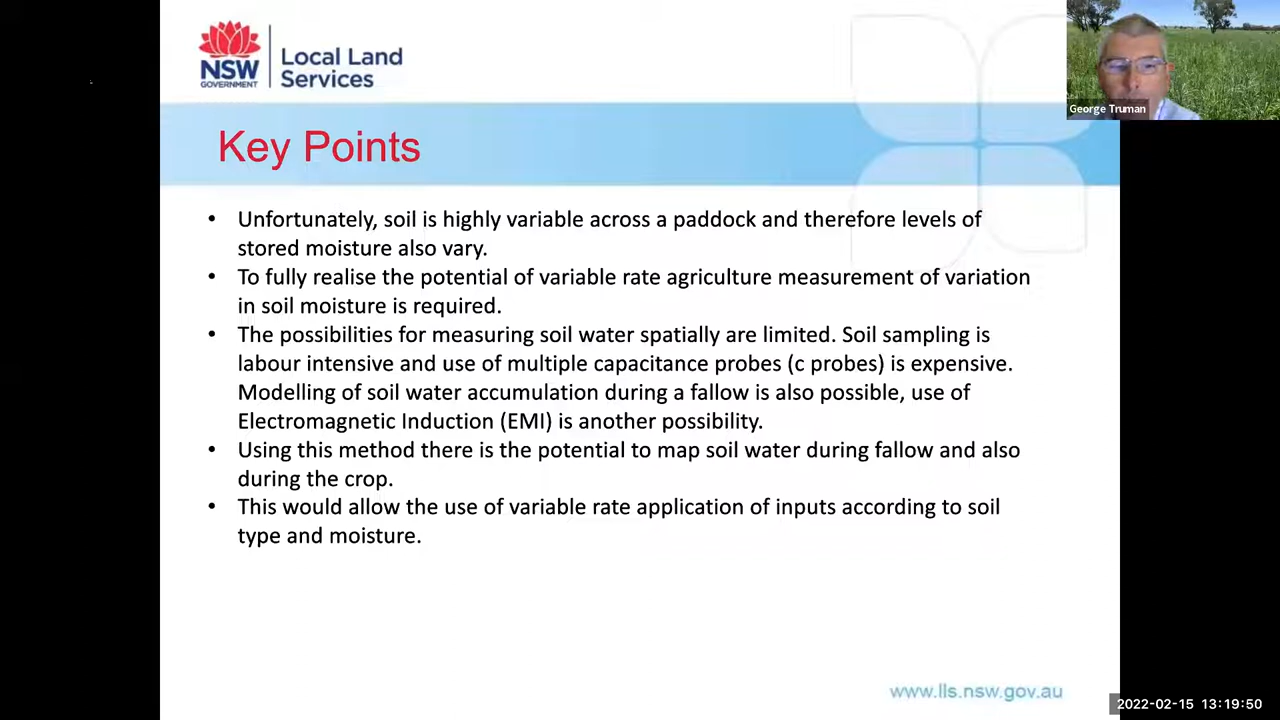 NSW
GOVERNMENT
Local Land
Services
George Truman
Key Points
• Unfortunately, soil is highly variable across a paddock and therefore levels of
stored moisture also vary.
• To fully realise the potential of variable rate agriculture measurement of variation
in soil moisture is required.
• The possibilities for measuring soil water spatially are limited. Soil sampling is
labour intensive and use of multiple capacitance probes (c probes) is expensive.
Modelling of soil water accumulation during a fallow is also possible, use of
Electromagnetic Induction (EMI) is another possibility.
• Using this method there is the potential to map soil water during fallow and also
during the crop.
• This would allow the use of variable rate application of inputs according to soil
type and moisture.
www.lls.nsw.gov.au
2022-02-15 13:19:50